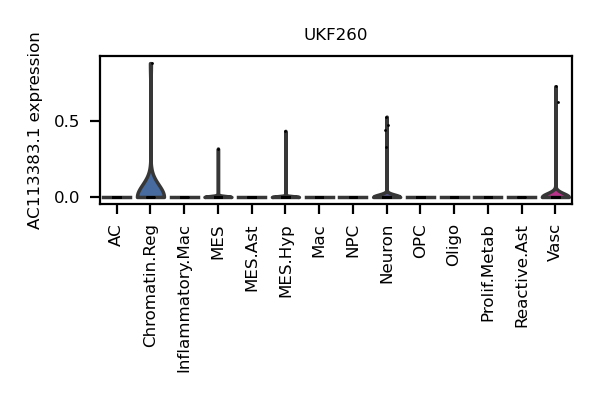 UKF260
AC113383.1 expression
0.5
0.0
AC
Chromatin.Reg
Inflammatory.Mac
MES
MES.Ast
MES.Hyp
Mac
NPC
Neuron
OPC
Oligo
Prolif.Metab
Reactive.Ast
Vasc